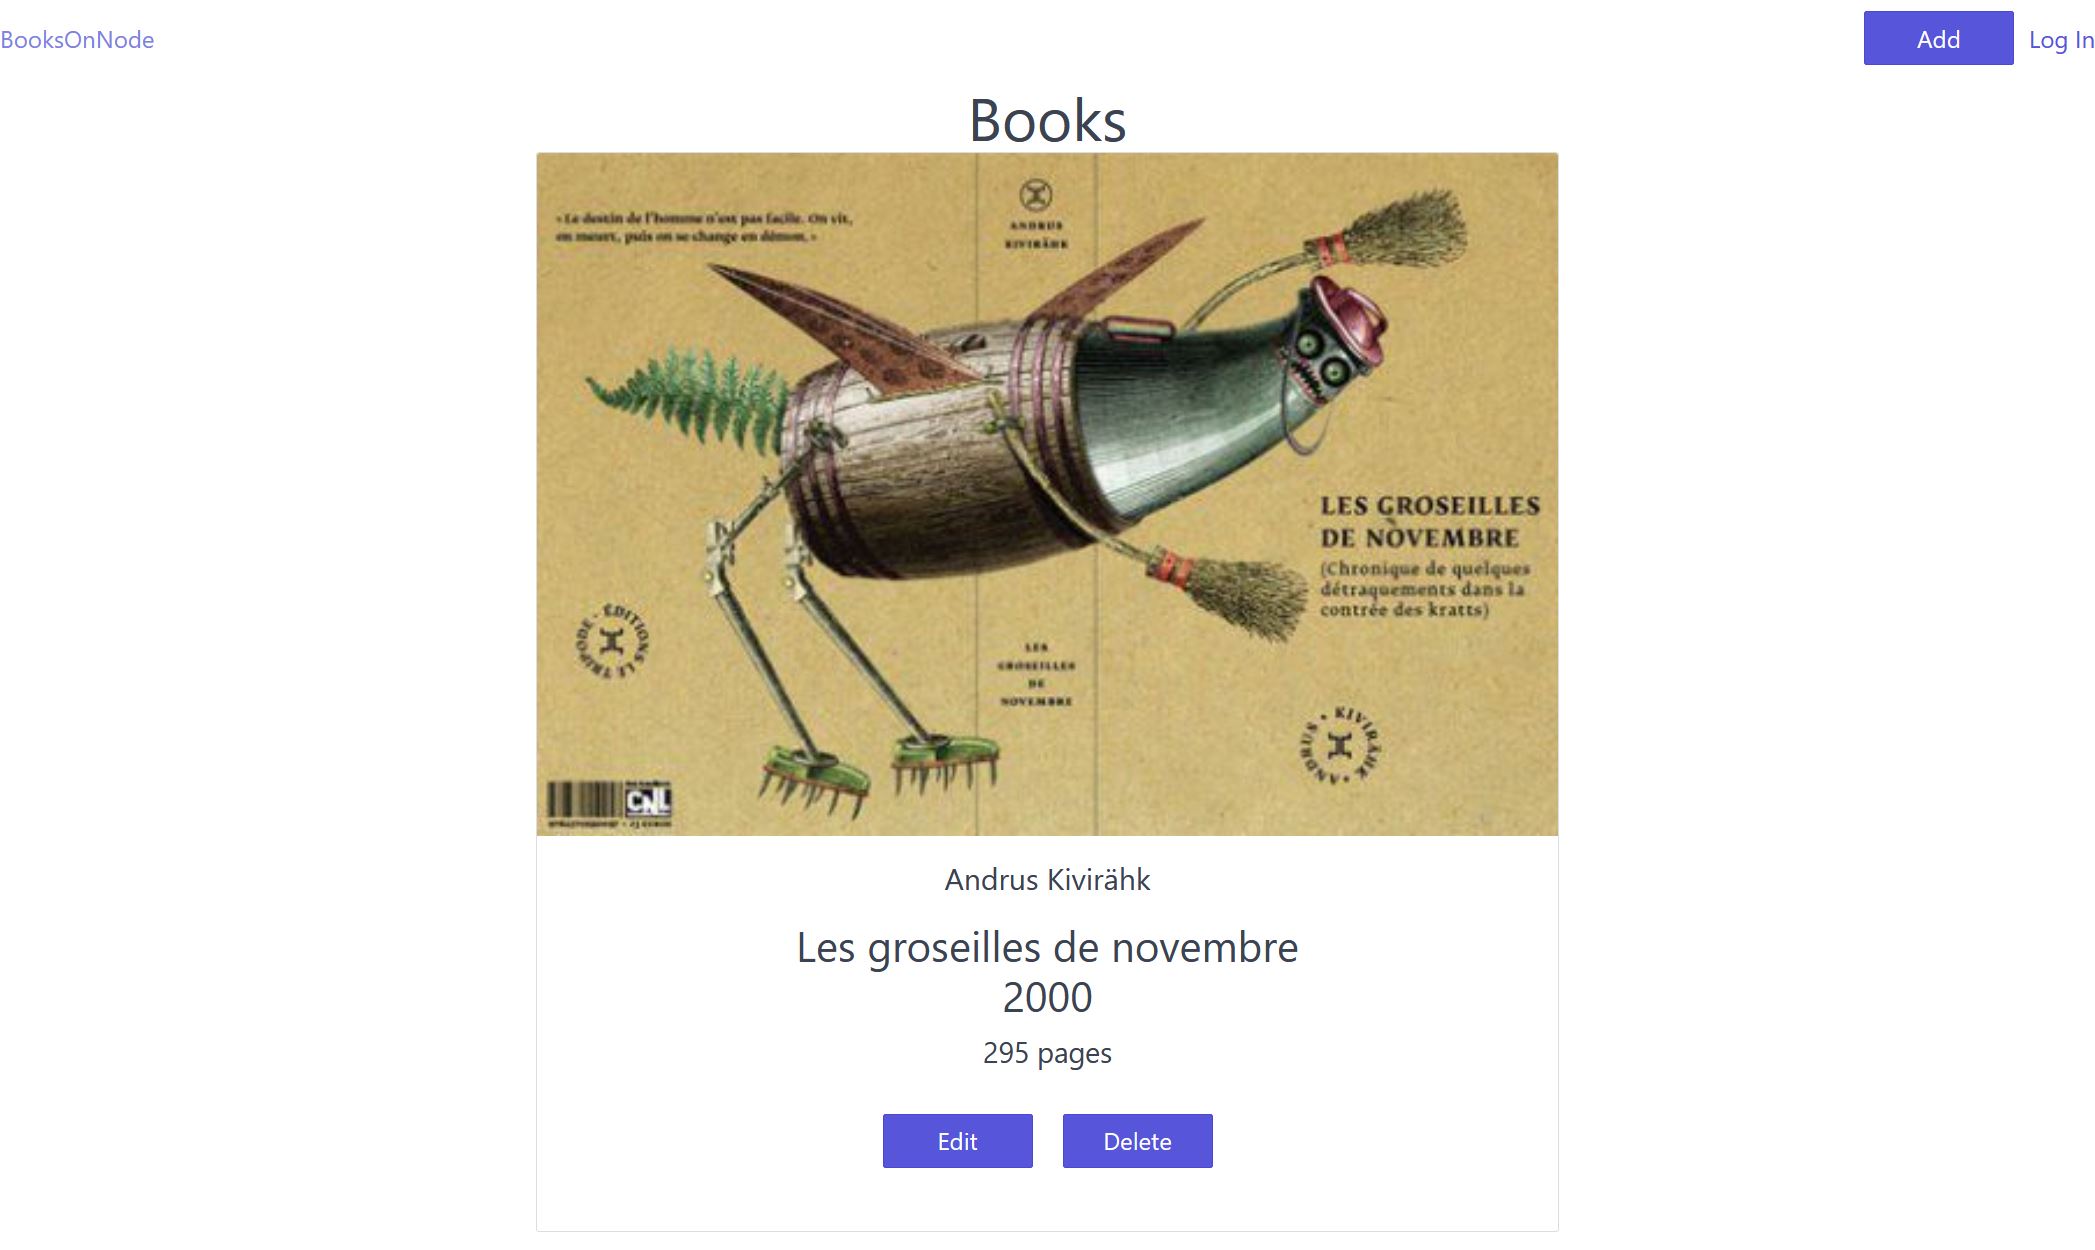 BooksOnNode
Add
Log In
Books
« Le destin de l'homme n'est pas facile. On vit,
on meurt, puis on se change en démon. »
ANDRUS
KIVIRÄHK
LES GROSEILLES
DE NOVEMBRE
(Chronique de quelques
détraquements dans la
contrée des kratts)
LES
GROSEILLES
DE
NOVEMBRE
ÉDITIONS LE TRIPODE •
ANDRUS • KIVIRÄHK •
CNL
Andrus Kivirähk
Les groseilles de novembre
2000
295 pages
Edit
Delete